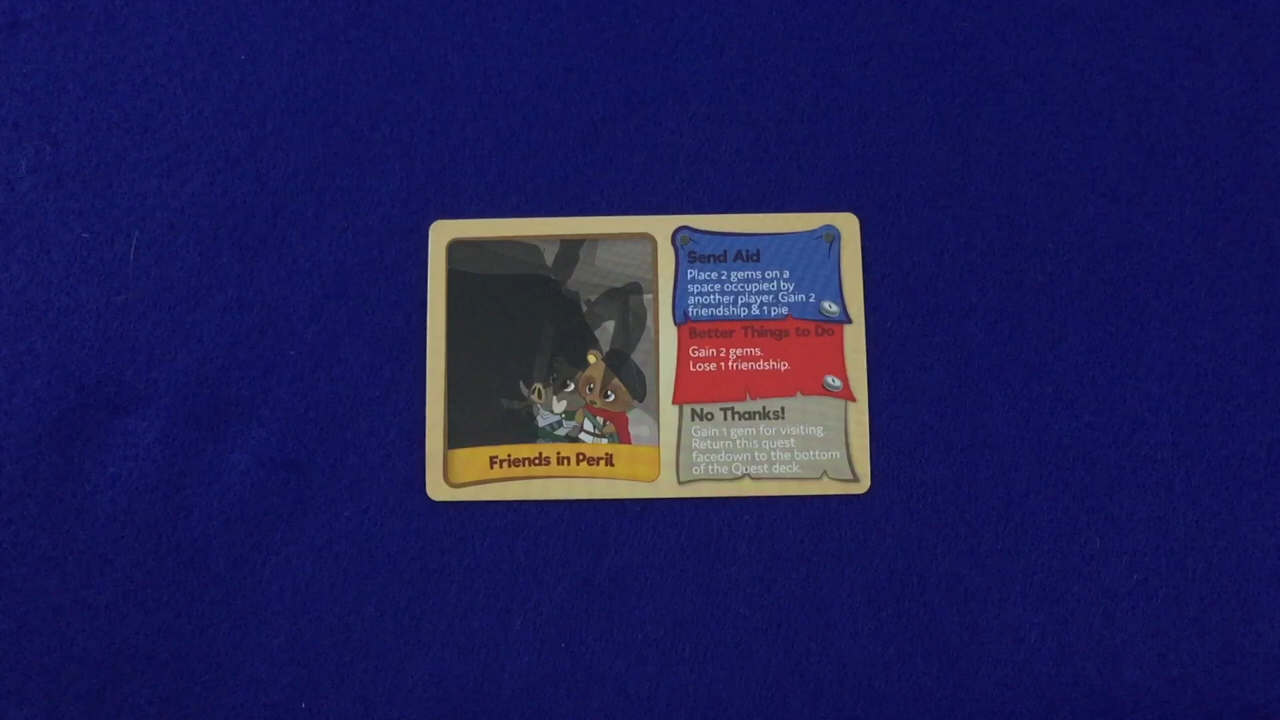 Friends in Peril
Send Aid
Place 2 gems on a
space occupied by
another player. Gain 2
friendship & 1 pie.
Better Things to Do
Gain 2 gems.
Lose 1 friendship.
No Thanks!
Gain 1 gem for visiting.
Return this quest
facedown to the bottom
of the Quest deck.